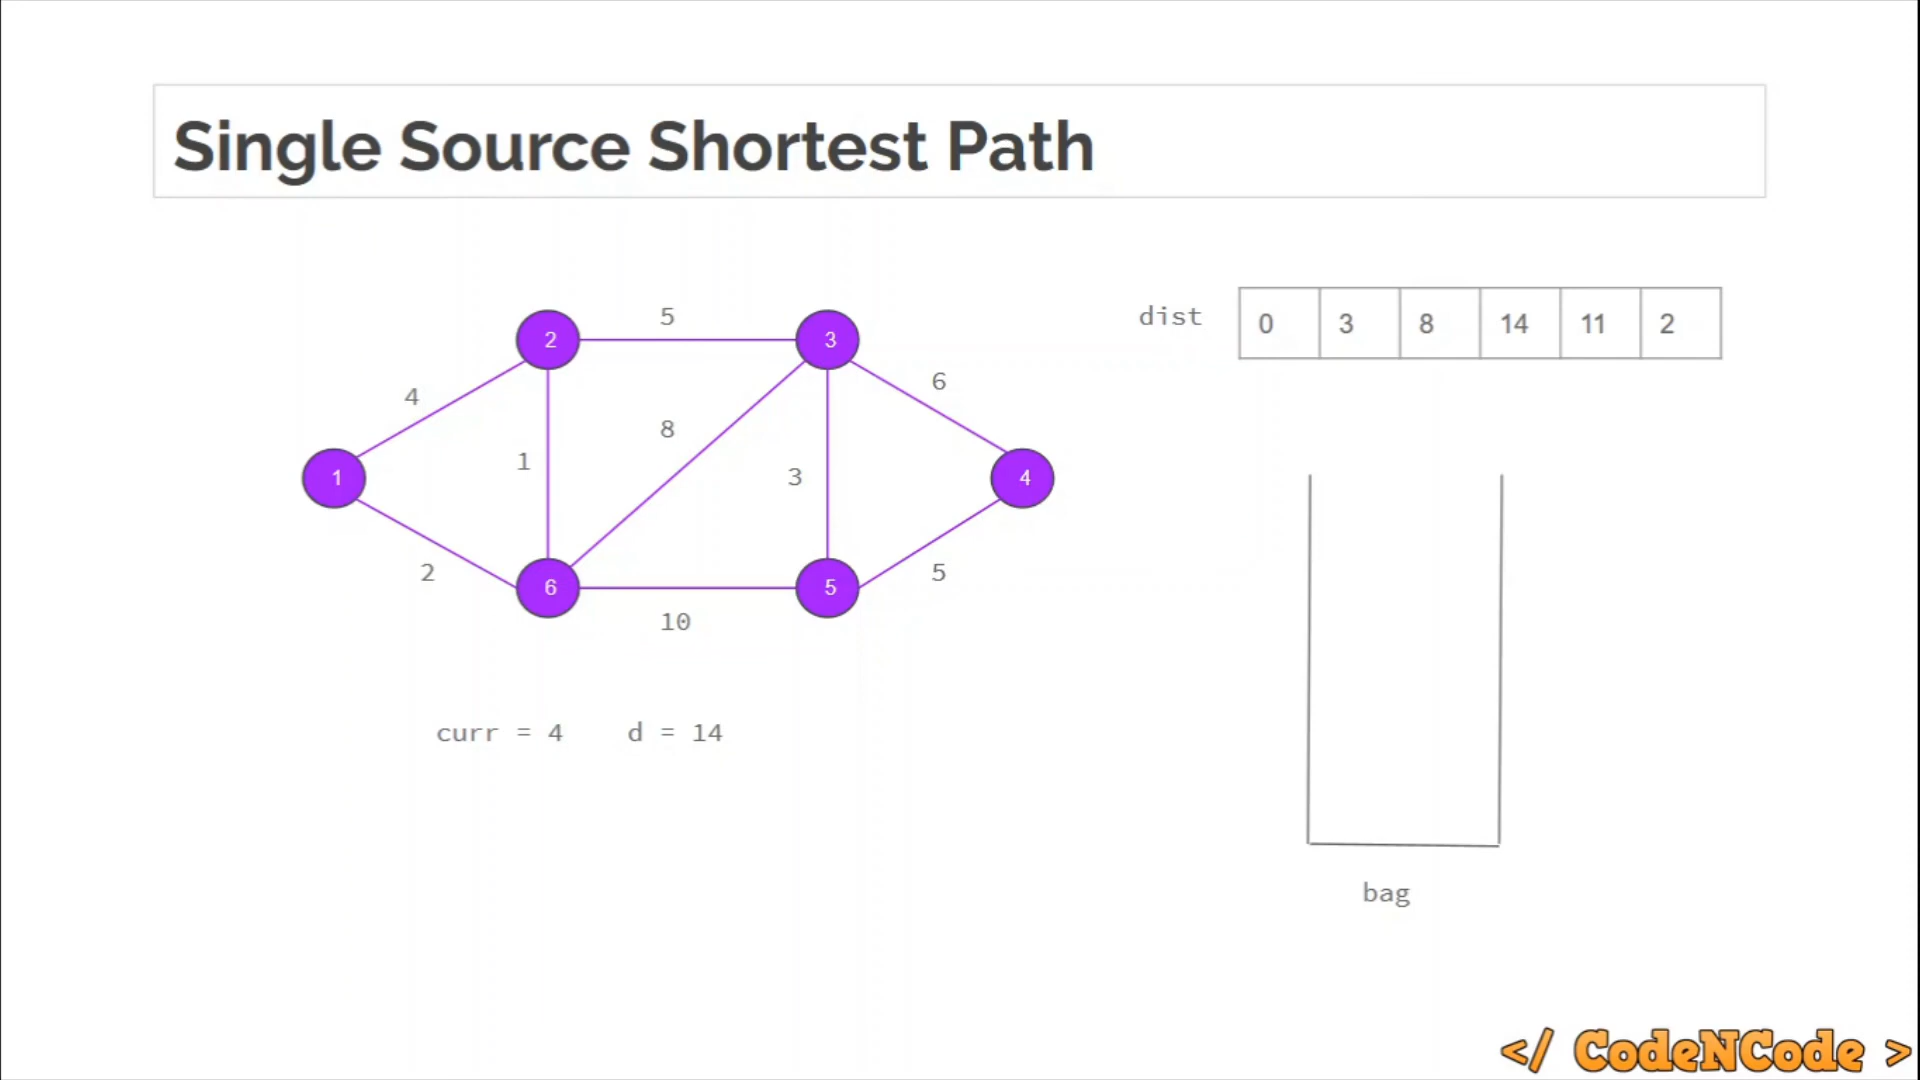 Single Source Shortest Path
5
2
3
dist
0 3 8 14 11 2
6
4
8
1
3
1
4
2
5
6
5
10
curr = 4 d = 14
bag
</ CodeNCode >